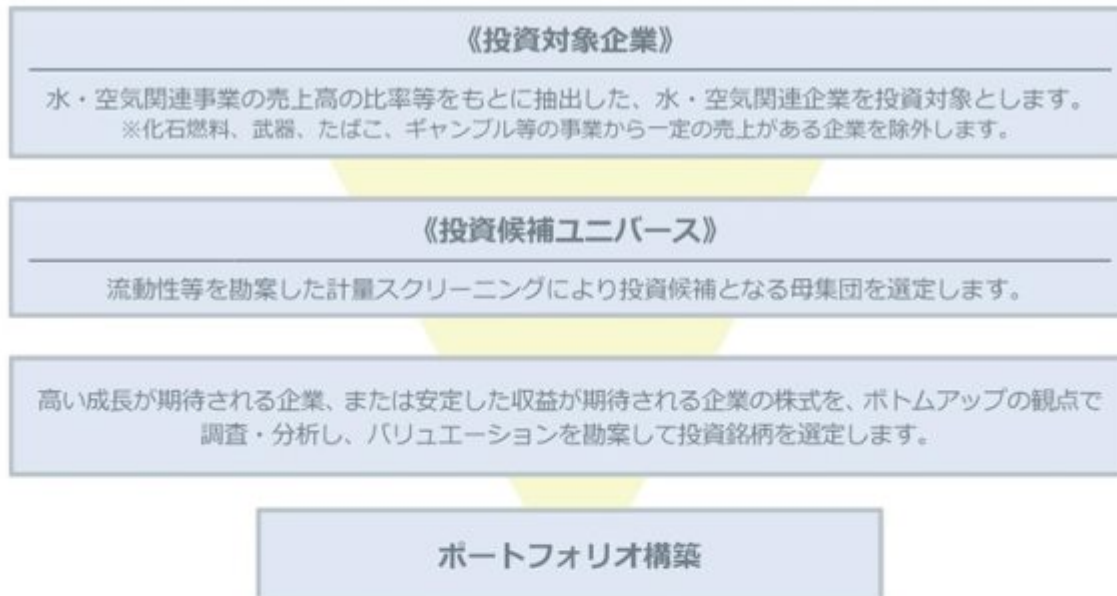 《投資対象企業》
水・空気関連事業の売上高の比率等をもとに抽出した、水・空気関連企業を投資対象とします。
※化石燃料、武器、たばこ、ギャンブル等の事業から一定の売上がある企業を除外します。
《投資候補ユニバース》
流動性等を勘案した計量スクリーニングにより投資候補となる母集団を選定します。
高い成長が期待される企業、または安定した収益が期待される企業の株式を、ボトムアップの観点で
調査・分析し、バリュエーションを勘案して投資銘柄を選定します。
ポートフォリオ構築